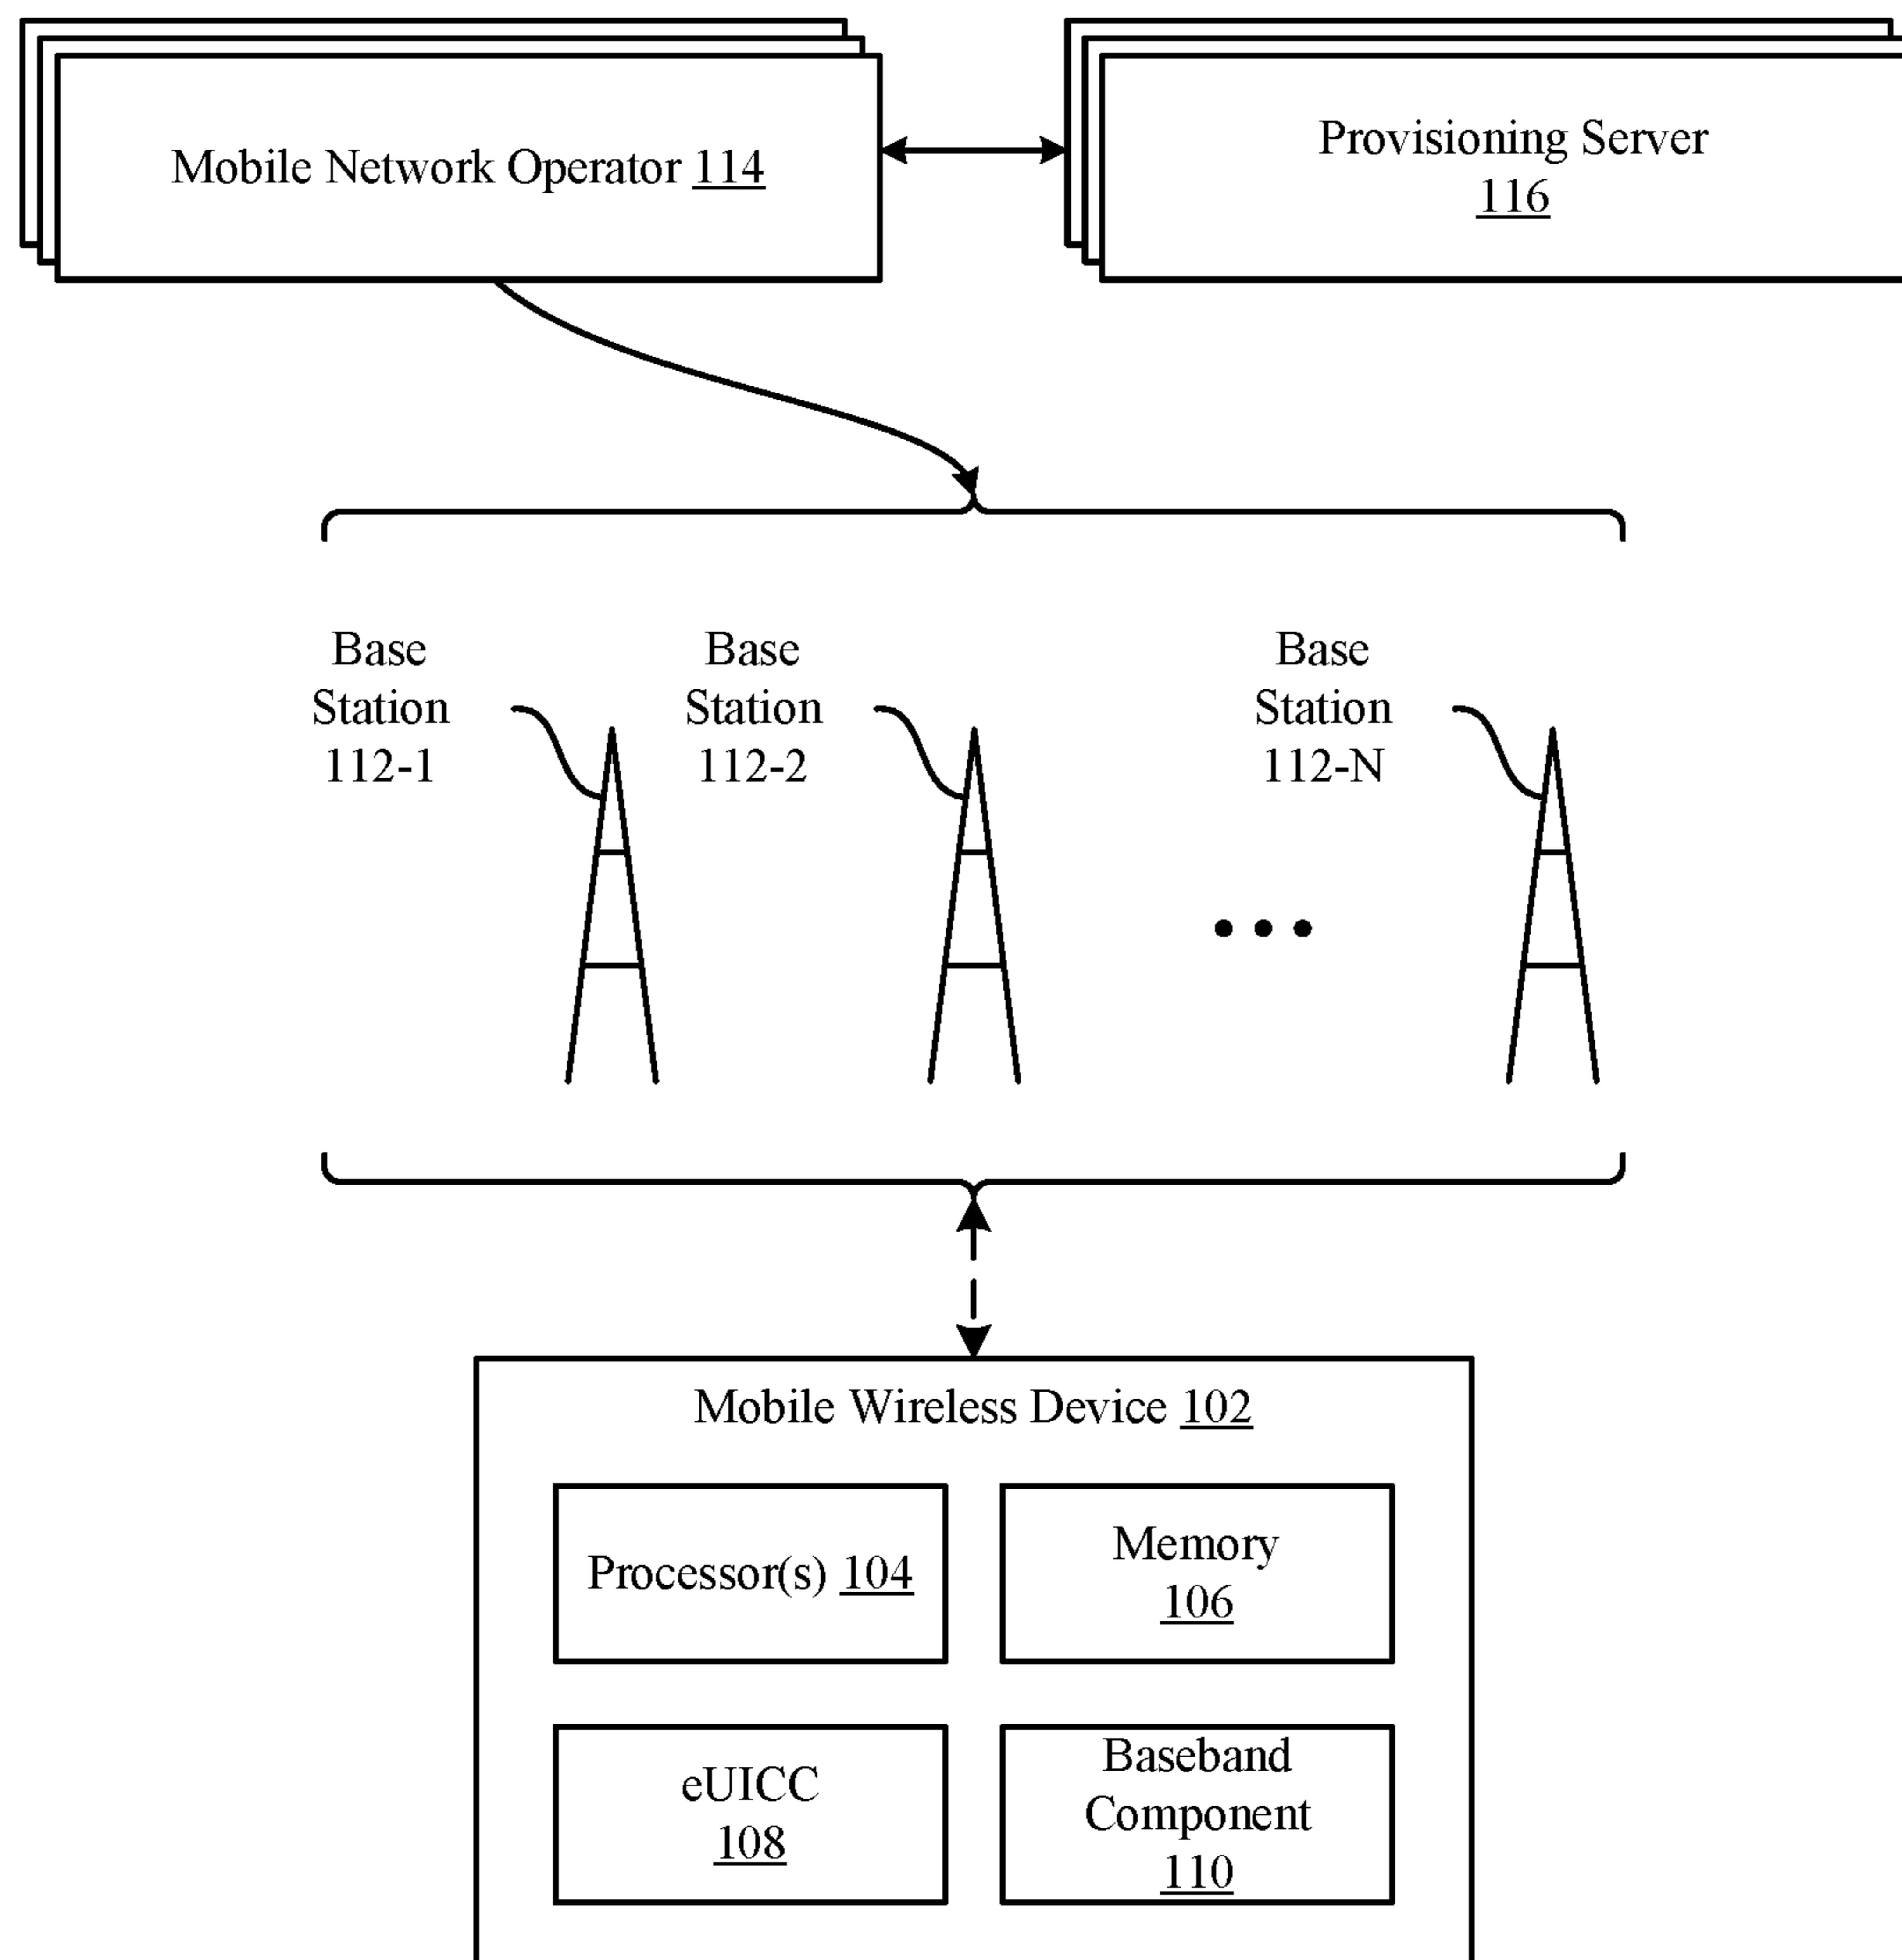 Mobile Network Operator 114
Provisioning Server
116
Base
Station
112-1
Base
Station
112-2
Base
Station
112-N
Mobile Wireless Device 102
Processor(s) 104
Memory
106
eUICC
108
Baseband
Component
110